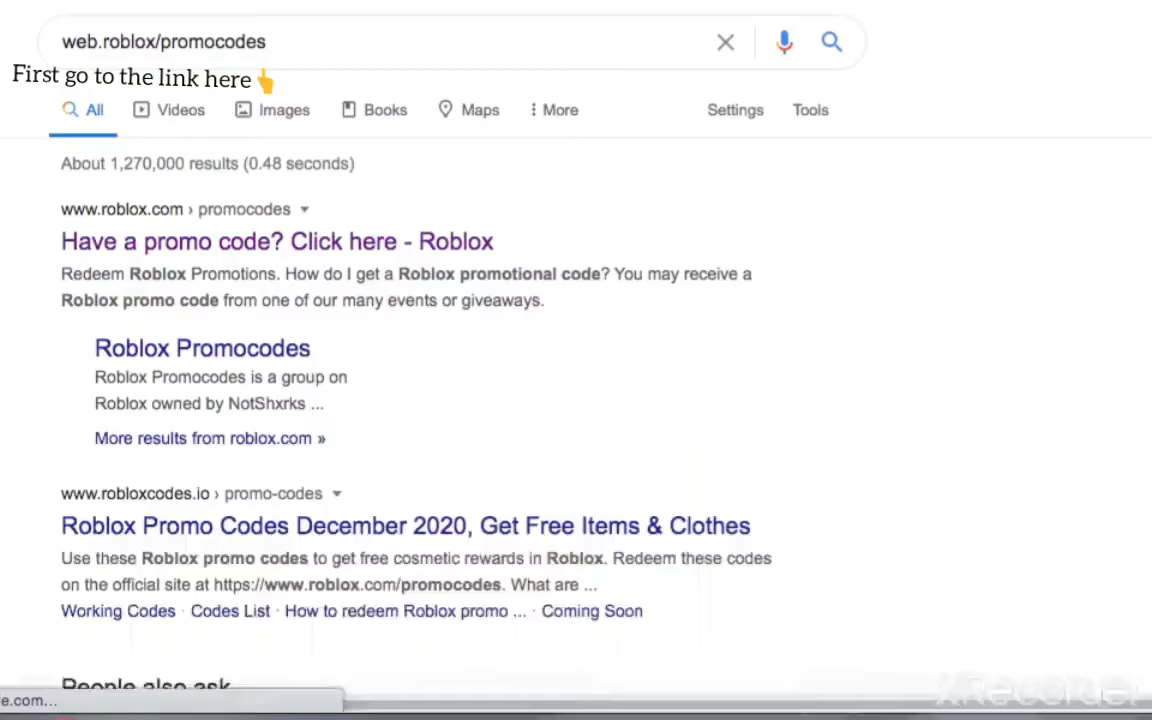 web.roblox/promocodes
First go to the link here👆
All Videos Images Books Maps More Settings Tools
About 1,270,000 results (0.48 seconds)
www.roblox.com › promocodes
Have a promo code? Click here - Roblox
Redeem Roblox Promotions. How do I get a Roblox promotional code? You may receive a
Roblox promo code from one of our many events or giveaways.
Roblox Promocodes
Roblox Promocodes is a group on
Roblox owned by NotShxrks ...
More results from roblox.com »
www.robloxcodes.io › promo-codes
Roblox Promo Codes December 2020, Get Free Items & Clothes
Use these Roblox promo codes to get free cosmetic rewards in Roblox. Redeem these codes
on the official site at https://www.roblox.com/promocodes. What are ...
Working Codes · Codes List · How to redeem Roblox promo ... · Coming Soon
People also ask
e.com...
XRecorder